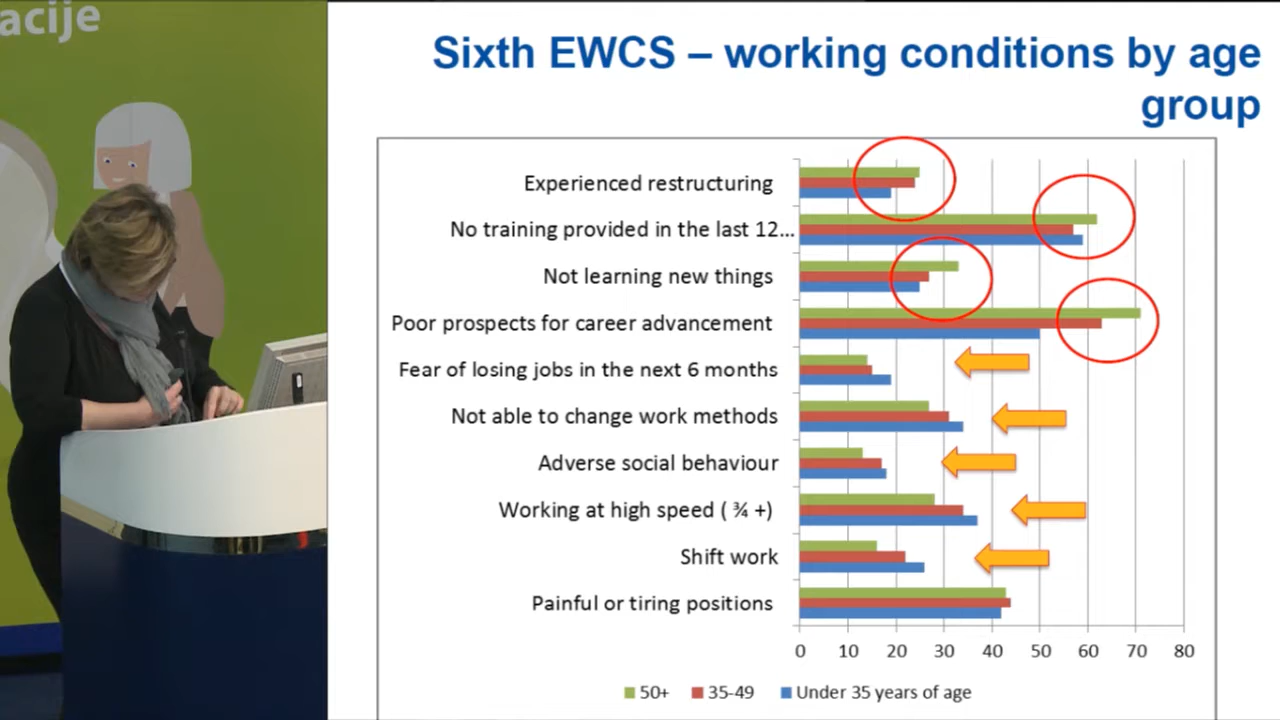 acije
Sixth EWCS – working conditions by age
group
Experienced restructuring
No training provided in the last 12...
Not learning new things
Poor prospects for career advancement
Fear of losing jobs in the next 6 months
Not able to change work methods
Adverse social behaviour
Working at high speed ( ¾ +)
Shift work
Painful or tiring positions
0 10 20 30 40 50 60 70 80
50+ 35-49 Under 35 years of age